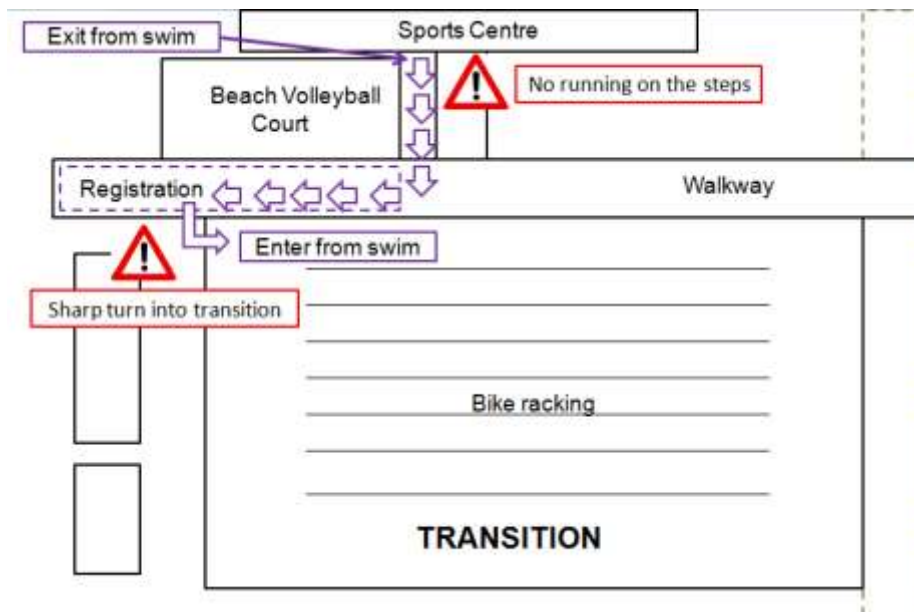 Exit from swim
Sports Centre
No running on the steps
Beach Volleyball
Court
Registration
Walkway
Enter from swim
Sharp turn into transition
Bike racking
TRANSITION